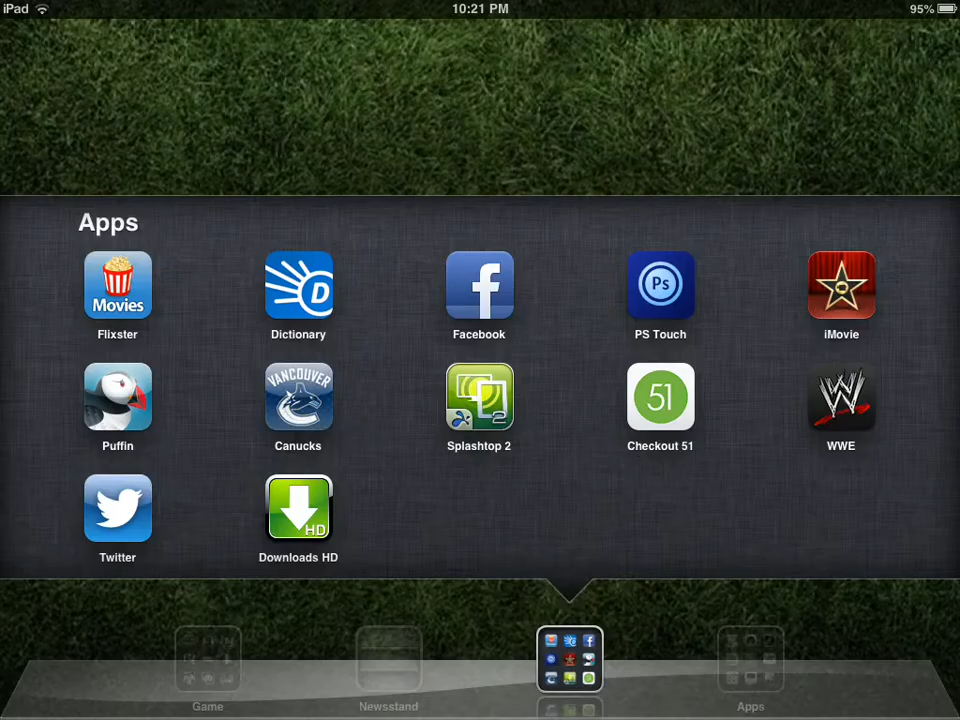 iPad 10:21 PM 95%
Apps
Movies D f Ps
Flixster Dictionary Facebook PS Touch iMovie
VANCOUVER 2 51 W
Puffin Canucks Splashtop 2 Checkout 51 WWE
HD
Twitter Downloads HD
Game Newsstand Apps